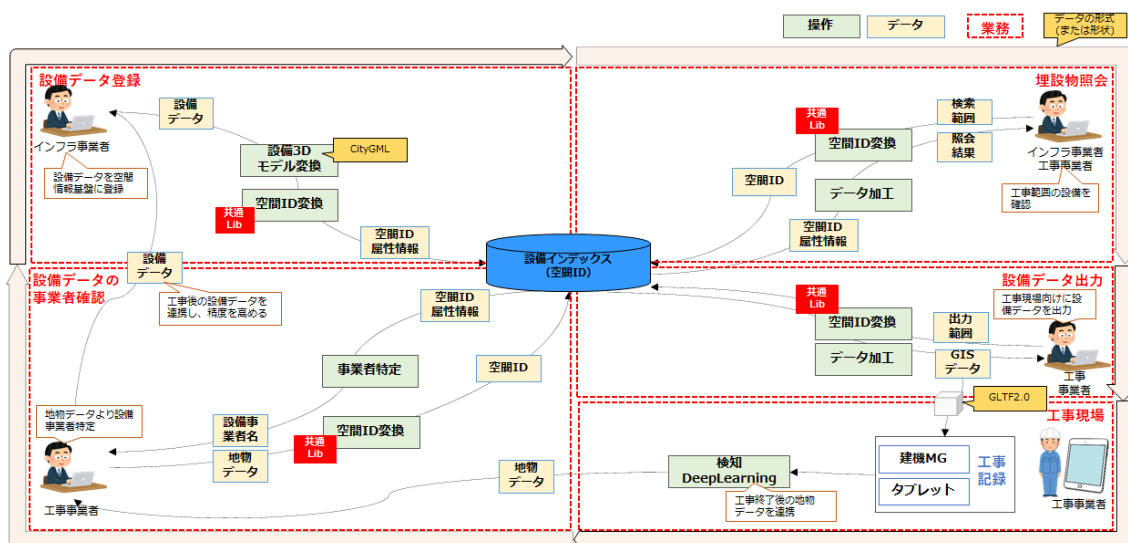 操作
データ
業務
データの形式
(または形状)
設備データ登録
インフラ事業者
設備データを空間
情報基盤に登録
設備
データ
設備3D
モデル変換
CityGML
空間ID変換
共通
Lib
空間ID
属性情報
設備インデックス
(空間ID)
埋設物照会
検索
範囲
照会
結果
共通
Lib
空間ID変換
空間ID
データ加工
空間ID
属性情報
インフラ事業者
工事事業者
工事範囲の設備を
確認
設備データの
事業者確認
設備
データ
工事後の設備データを
連携し、精度を高める
空間ID
属性情報
事業者特定
空間ID
地物データより設備
事業者特定
設備事
業者名
地物
データ
共通
Lib
空間ID変換
工事事業者
設備データ出力
共通
Lib
空間ID変換
データ加工
出力
範囲
GIS
データ
工事現場向けに設
備データを出力
工事
事業者
GLTF2.0
工事現場
建機MG
タブレット
工事
記録
検知
DeepLearning
工事終了後の地物
データを連携
地物
データ
工事事業者